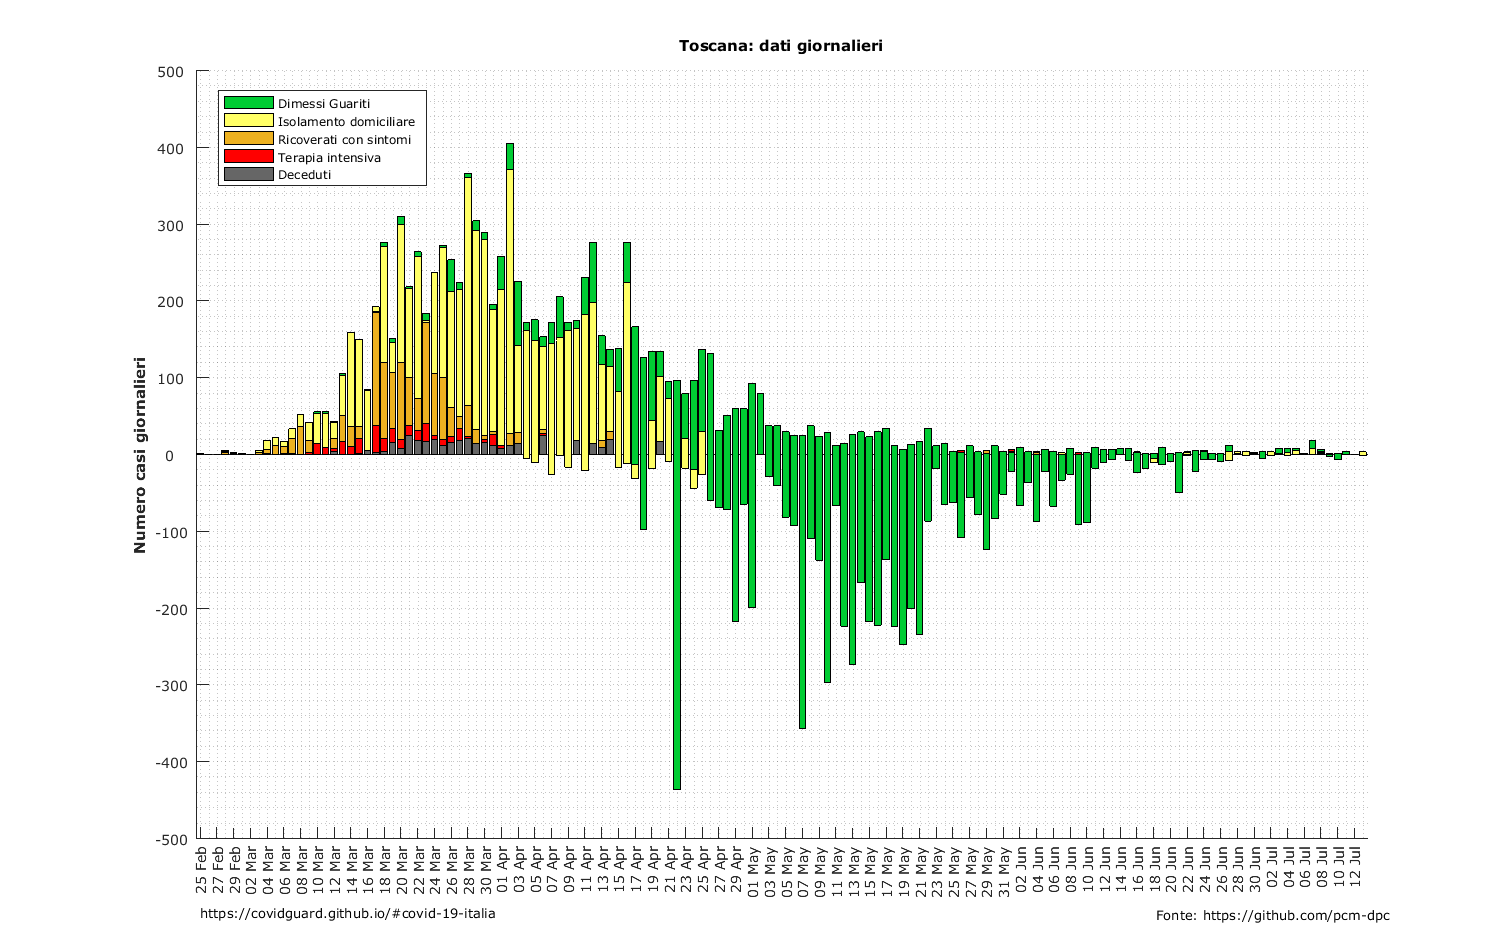 Toscana: dati giornalieri
500
400
300
200
100
0
-100
-200
-300
-400
-500
Numero casi giornalieri
Dimessi Guariti
Isolamento domiciliare
Ricoverati con sintomi
Terapia intensiva
Deceduti
25 Feb
27 Feb
29 Feb
02 Mar
04 Mar
06 Mar
08 Mar
10 Mar
12 Mar
14 Mar
16 Mar
18 Mar
20 Mar
22 Mar
24 Mar
26 Mar
28 Mar
30 Mar
01 Apr
03 Apr
05 Apr
07 Apr
09 Apr
11 Apr
13 Apr
15 Apr
17 Apr
19 Apr
21 Apr
23 Apr
25 Apr
27 Apr
29 Apr
01 May
03 May
05 May
07 May
09 May
11 May
13 May
15 May
17 May
19 May
21 May
23 May
25 May
27 May
29 May
31 May
02 Jun
04 Jun
06 Jun
08 Jun
10 Jun
12 Jun
14 Jun
16 Jun
18 Jun
20 Jun
22 Jun
24 Jun
26 Jun
28 Jun
30 Jun
02 Jul
04 Jul
06 Jul
08 Jul
10 Jul
12 Jul
https://covidguard.github.io/#covid-19-italia
Fonte: https://github.com/pcm-dpc